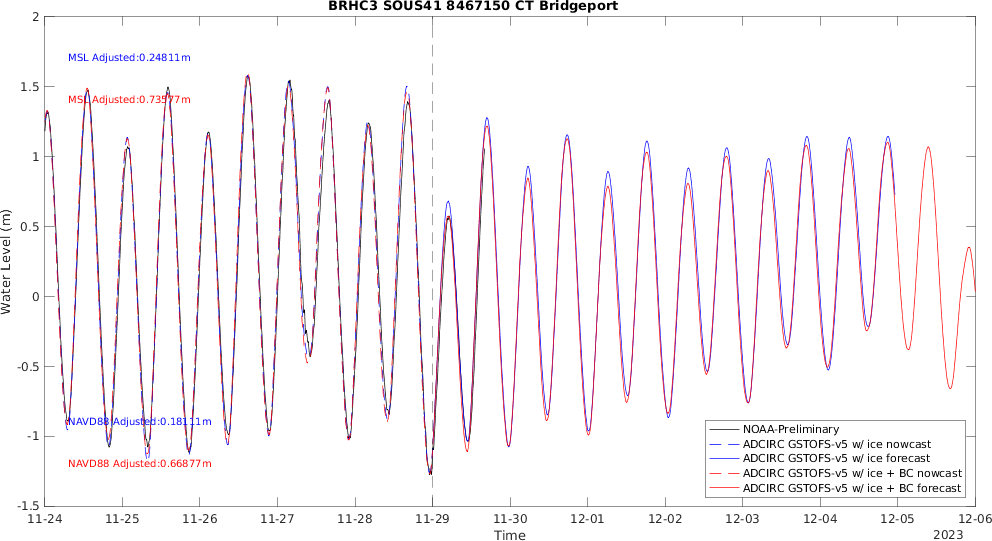 BRHC3 SOUS41 8467150 CT Bridgeport
2
1.5
1
0.5
0
-0.5
-1
-1.5
Water Level (m)
MSL Adjusted:0.24811m
MSL Adjusted:0.73577m
NAVD88 Adjusted:0.18111m
NAVD88 Adjusted:0.66877m
NOAA-Preliminary
ADCIRC GSTOFS-v5 w/ ice nowcast
ADCIRC GSTOFS-v5 w/ ice forecast
ADCIRC GSTOFS-v5 w/ ice + BC nowcast
ADCIRC GSTOFS-v5 w/ ice + BC forecast
11-24 11-25 11-26 11-27 11-28 11-29 11-30 12-01 12-02 12-03 12-04 12-05 12-06
Time
2023